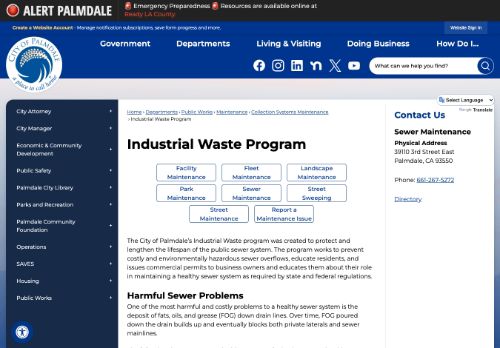 ALERT PALMDALE
🚨 Emergency Preparedness 🚨 Resources are available online at
Ready LA County.
Create a Website Account - Manage notification subscriptions, save form progress and more.
Website Sign In
CITY OF PALMDALE
a place to call home
Government
Departments
Living & Visiting
Doing Business
How Do I...
What can we help you find?
Select Language
Google Translate
City Attorney
City Manager
Economic & Community
Development
Public Safety
Palmdale City Library
Parks and Recreation
Palmdale Community
Foundation
Operations
SAVES
Housing
Public Works
Home › Departments › Public Works › Maintenance › Collection Systems Maintenance
› Industrial Waste Program
Industrial Waste Program
Facility
Maintenance
Fleet
Maintenance
Landscape
Maintenance
Park
Maintenance
Sewer
Maintenance
Street
Sweeping
Street
Maintenance
Report a
Maintenance Issue
The City of Palmdale's Industrial Waste program was created to protect and
lengthen the lifespan of the public sewer system. The program works to prevent
costly and environmentally hazardous sewer overflows, educate residents, and
issues commercial permits to business owners and educates them about their role
in maintaining a healthy sewer system as required by state and federal regulations.
Harmful Sewer Problems
One of the most harmful and costly problems to a healthy sewer system is the
deposit of fats, oils, and grease (FOG) down drain lines. Over time, FOG poured
down the drain builds up and eventually blocks both private laterals and sewer
mainlines.
Contact Us
Sewer Maintenance
Physical Address
39110 3rd Street East
Palmdale, CA 93550
Phone: 661-267-5272
Directory